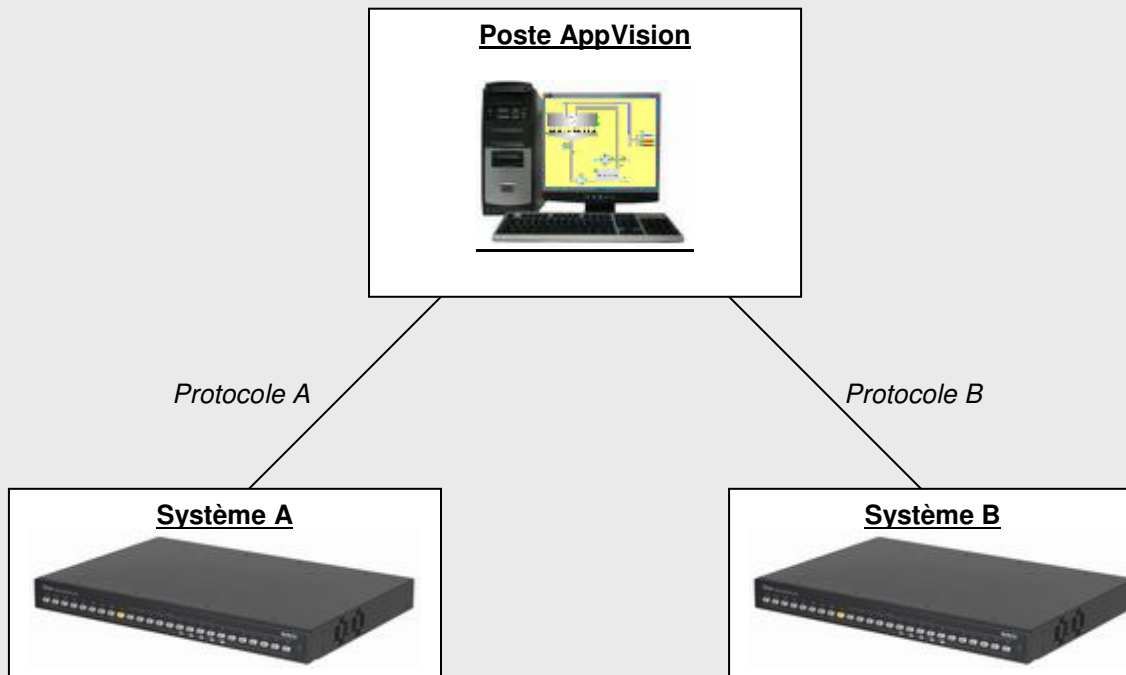 Poste AppVision
Protocole A
Protocole B
Système A
Système B